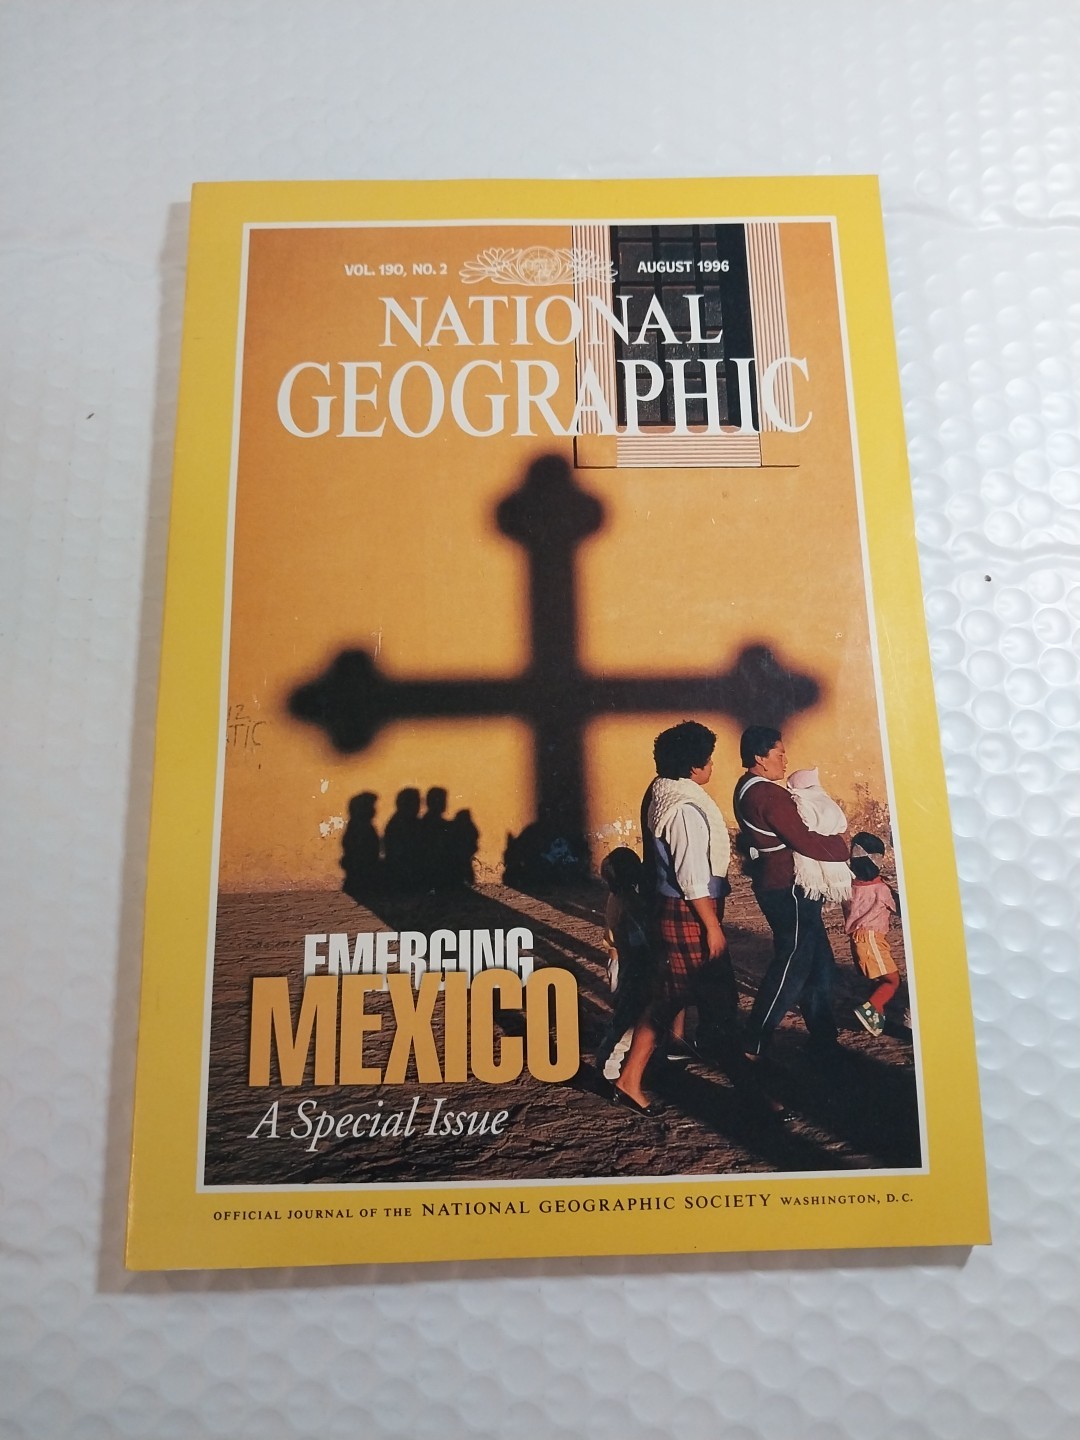 VOL. 190, NO. 2
AUGUST 1996
NATIONAL
GEOGRAPHIC
EMERGING
MEXICO
A Special Issue
OFFICIAL JOURNAL OF THE NATIONAL GEOGRAPHIC SOCIETY WASHINGTON, D.C.